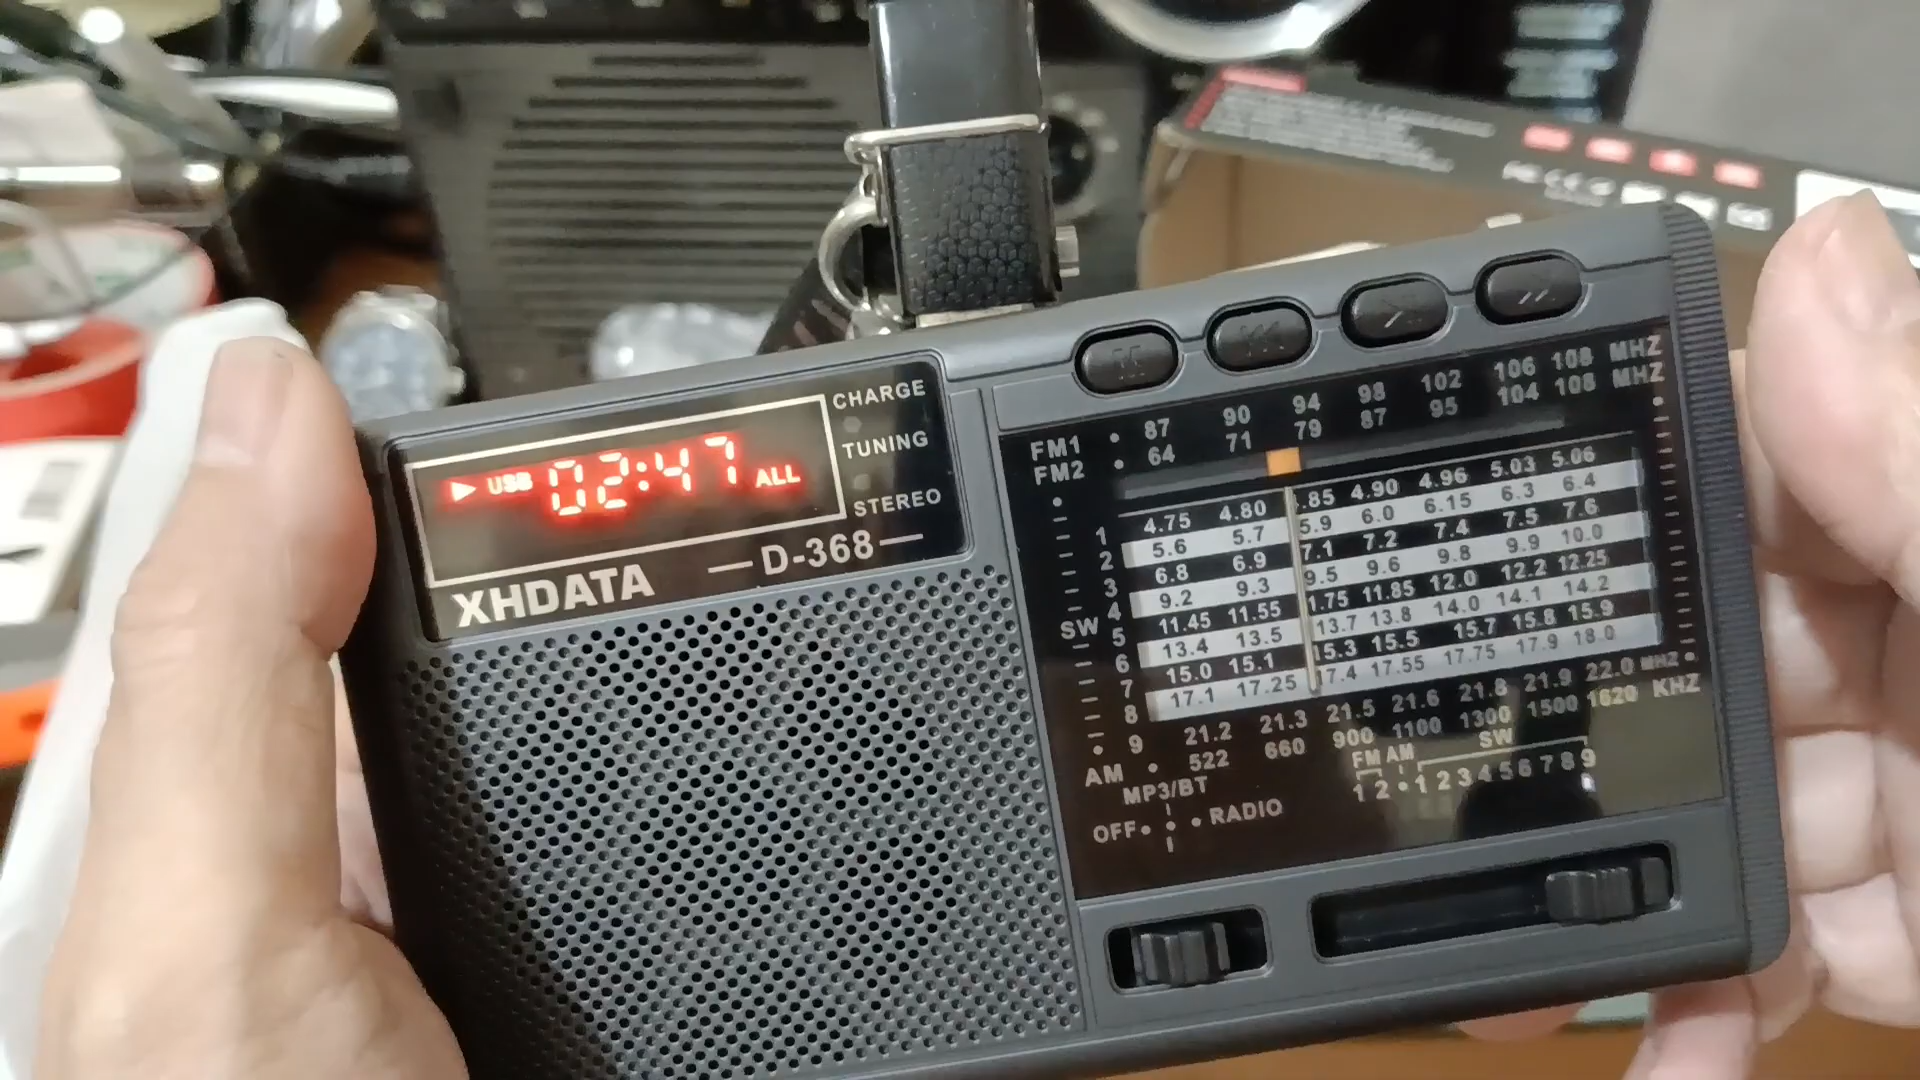 USB 02:47 ALL
CHARGE
TUNING
STEREO
XHDATA
D-368
FM1 87 90 94 98 102 106 108 MHZ
FM2 64 71 79 87 95 104 108 MHZ
1 4.75 4.80 .85 4.90 4.96 5.03 5.06
2 5.6 5.7 5.9 6.0 6.15 6.3 6.4
3 6.8 6.9 7.1 7.2 7.4 7.5 7.6
4 9.2 9.3 9.5 9.6 9.8 9.9 10.0
SW 5 11.45 11.55 1.75 11.85 12.0 12.2 12.25
6 13.4 13.5 13.7 13.8 14.0 14.1 14.2
7 15.0 15.1 15.3 15.5 15.7 15.8 15.9
8 17.1 17.25 17.4 17.55 17.75 17.9 18.0
9 21.2 21.3 21.5 21.6 21.8 21.9 22.0 MHZ
AM 522 660 900 1100 1300 1500 1620 KHZ
MP3/BT
OFF RADIO
FM AM SW
1 2 1 2 3 4 5 6 7 8 9